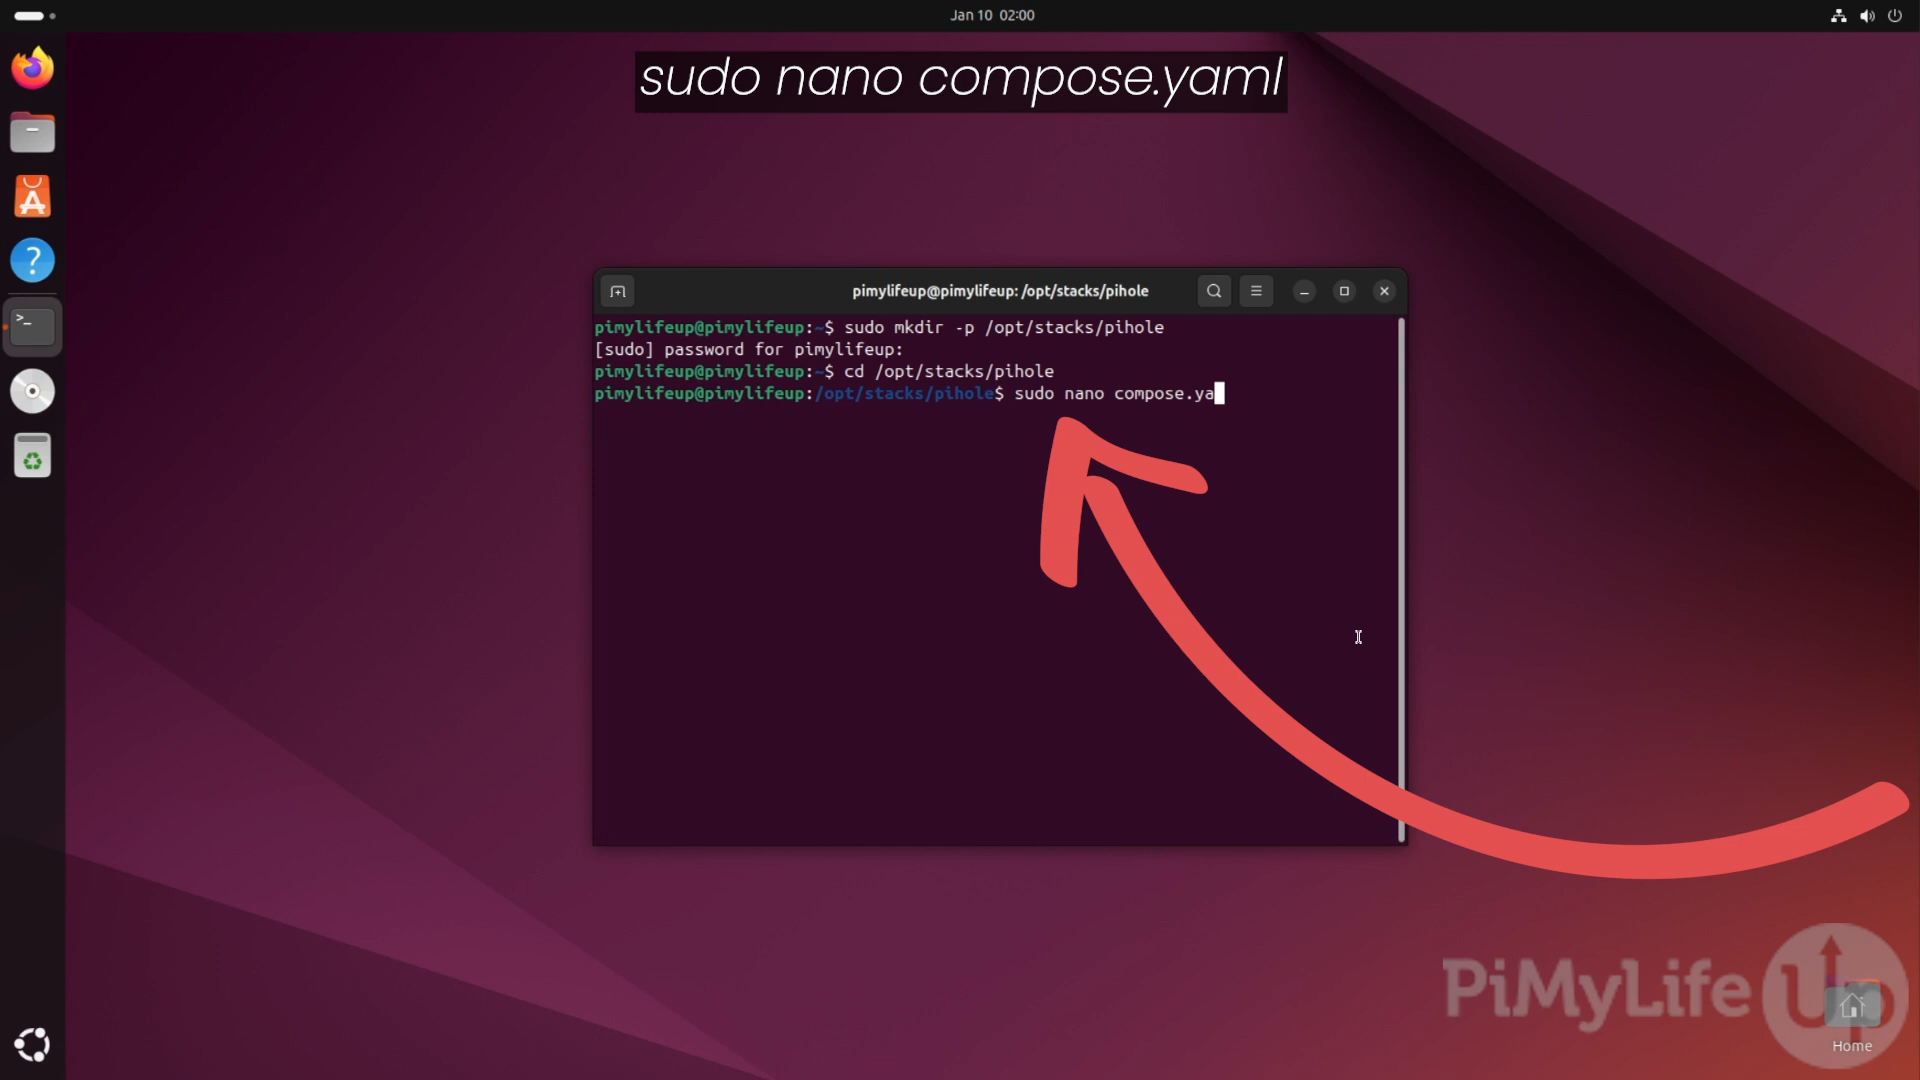 Jan 10 02:00
sudo nano compose.yaml
pimylifeup@pimylifeup: /opt/stacks/pihole
pimylifeup@pimylifeup:~$ sudo mkdir -p /opt/stacks/pihole
[sudo] password for pimylifeup:
pimylifeup@pimylifeup:~$ cd /opt/stacks/pihole
pimylifeup@pimylifeup:/opt/stacks/pihole$ sudo nano compose.ya
PiMyLife
Up
Home